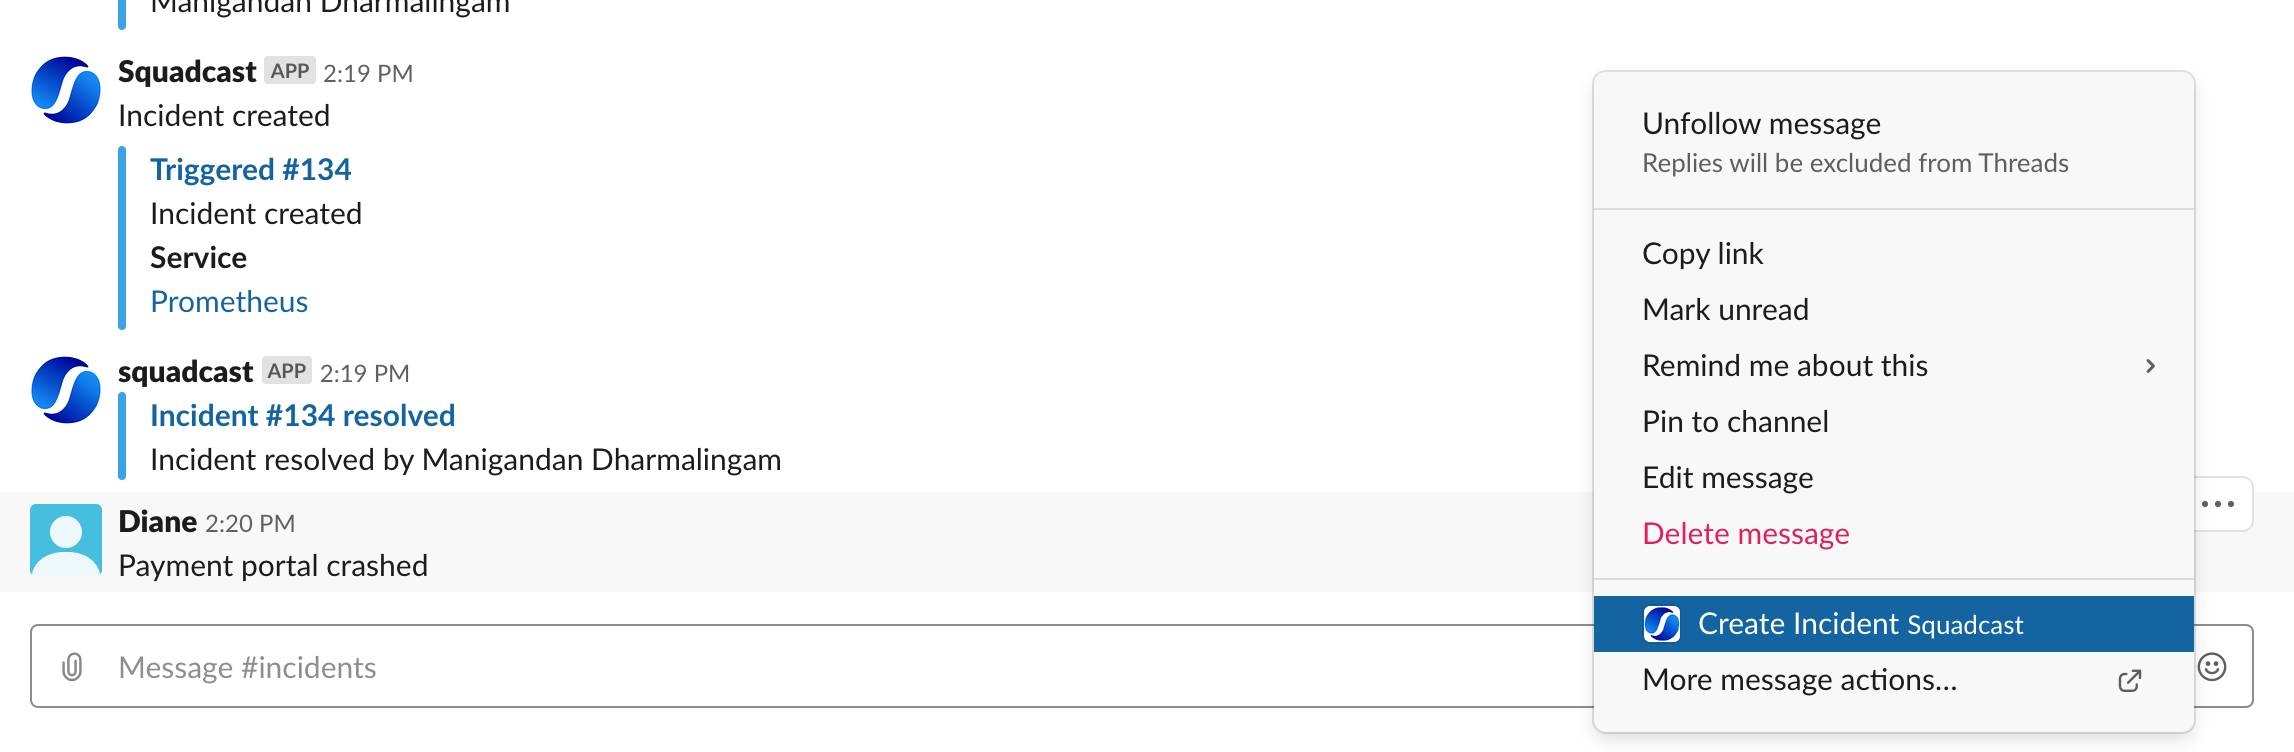 Manigandan Dharmalingam
Squadcast APP 2:19 PM
Incident created
Triggered #134
Incident created
Service
Prometheus
squadcast APP 2:19 PM
Incident #134 resolved
Incident resolved by Manigandan Dharmalingam
Diane 2:20 PM
Payment portal crashed
Message #incidents
Unfollow message
Replies will be excluded from Threads
Copy link
Mark unread
Remind me about this
Pin to channel
Edit message
Delete message
Create Incident Squadcast
More message actions...